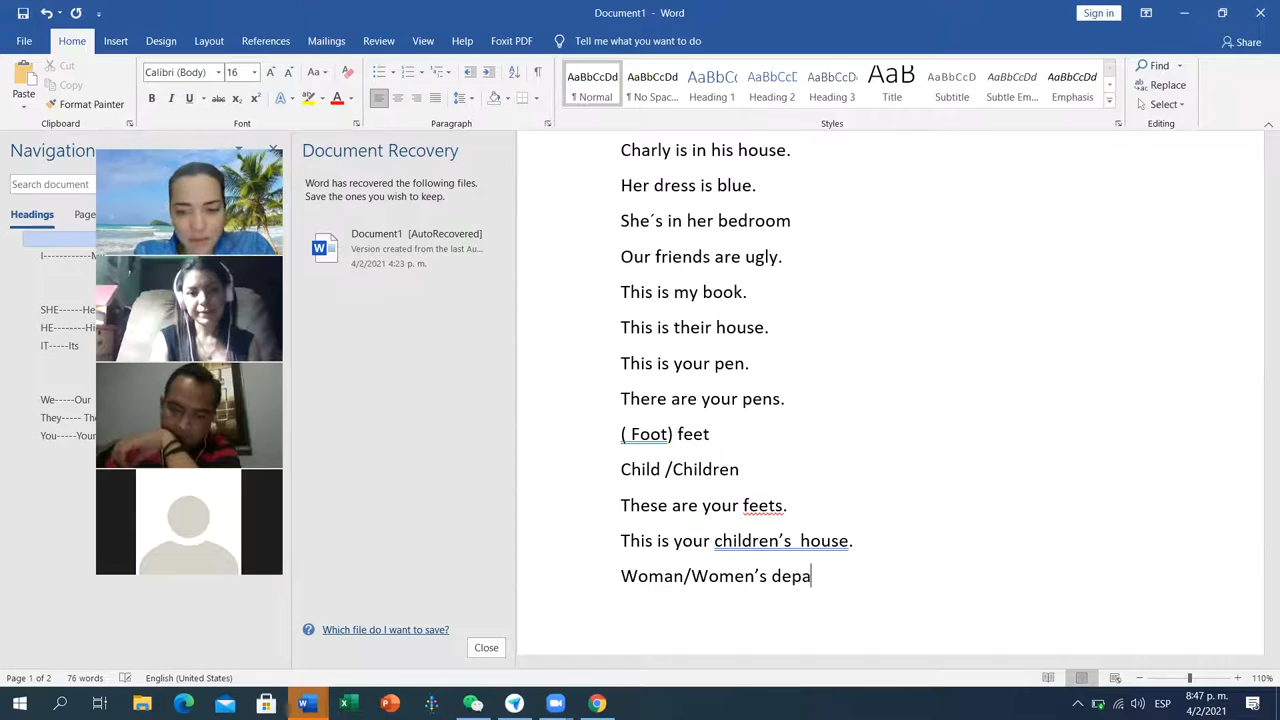 Document1 - Word
Sign in
File Home Insert Design Layout References Mailings Review View Help Foxit PDF Tell me what you want to do Share
Paste
Cut
Copy
Format Painter
Clipboard
Calibri (Body) 16
Font
Paragraph
AaBbCcDd AaBbCcDd AaBbCc AaBbCcD AaBbCcDd AaB AaBbCcD AaBbCcDd AaBbCcDd
¶ Normal ¶ No Spac... Heading 1 Heading 2 Heading 3 Title Subtitle Subtle Em... Emphasis
Styles
Find
Replace
Select
Editing
Navigation
Search document
Headings Page
I------------M
SHE------He
HE------Hi
IT-----Its
We-----Our
They---- The
You-----Your
Document Recovery
Word has recovered the following files.
Save the ones you wish to keep.
Document1 [AutoRecovered]
Version created from the last Au...
4/2/2021 4:23 p. m.
Which file do I want to save?
Close
Charly is in his house.
Her dress is blue.
She´s in her bedroom
Our friends are ugly.
This is my book.
This is their house.
This is your pen.
There are your pens.
( Foot) feet
Child /Children
These are your feets.
This is your children’s  house.
Woman/Women’s depa
Page 1 of 2 76 words English (United States) 110%
ESP
8:47 p. m.
4/2/2021